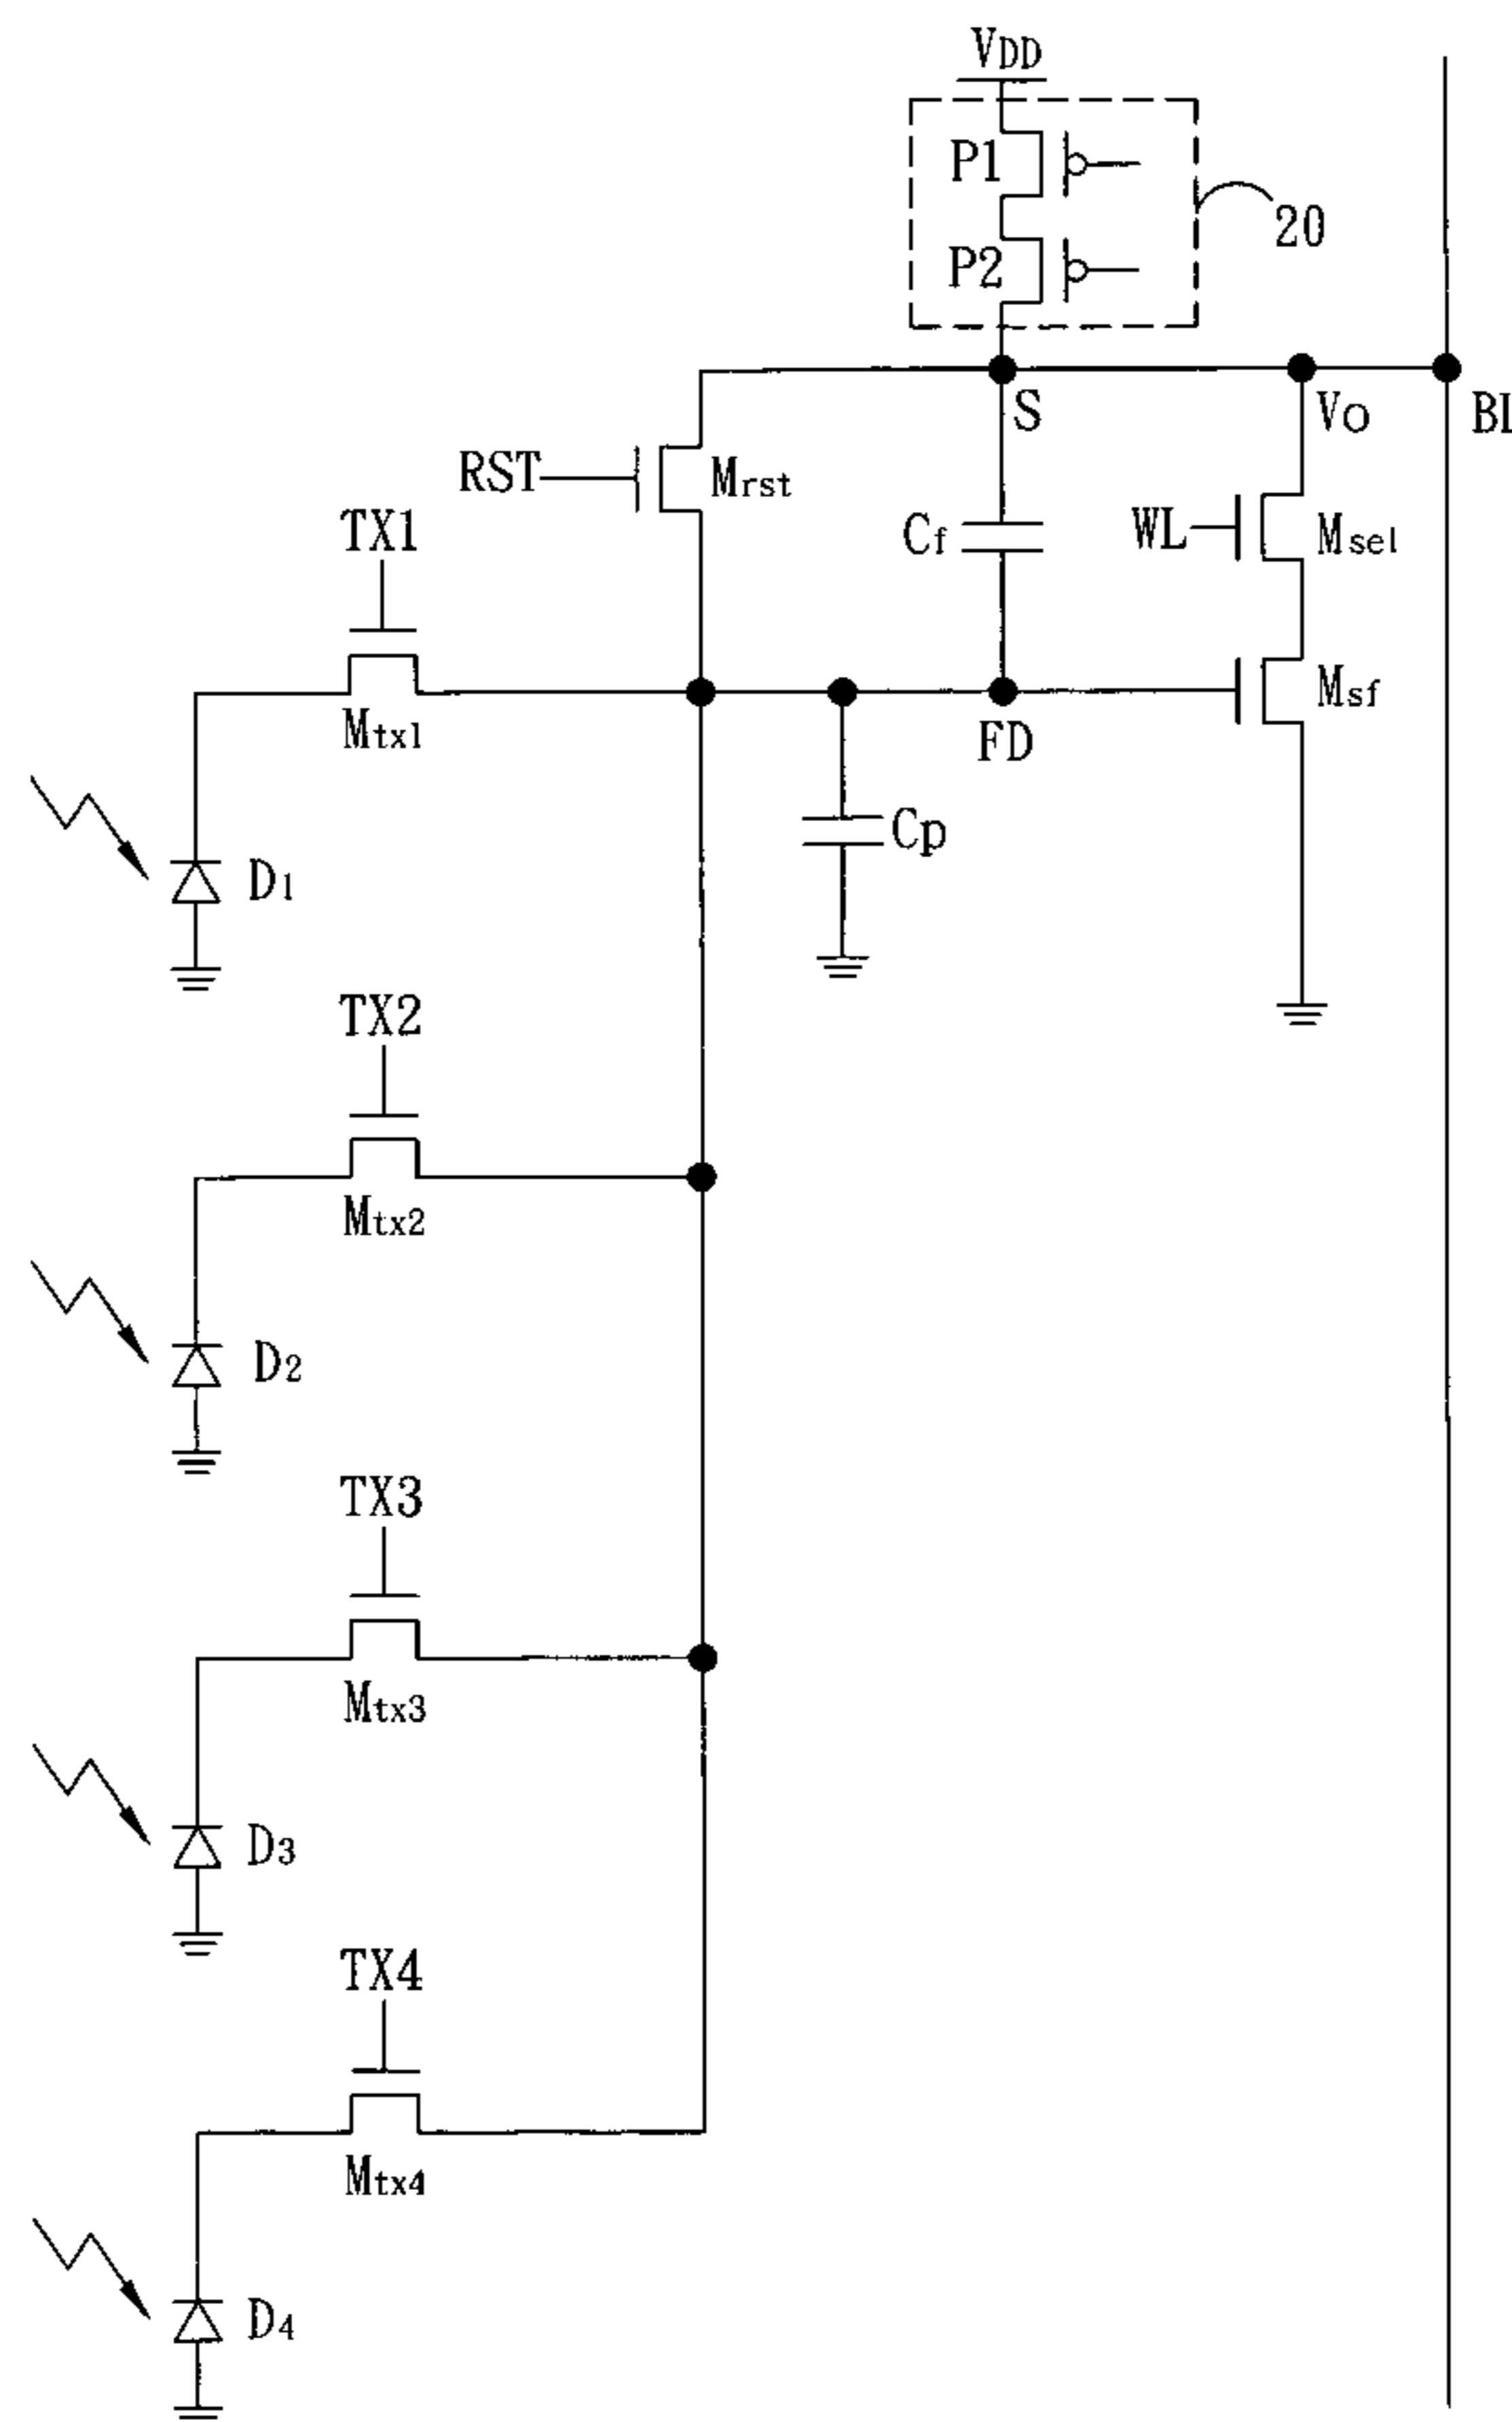 VDD
P1
P2
20
S
Vo
BL
RST
Mrst
TX1
Cf
WL
Msel
Mtx1
FD
Msf
Cp
D1
TX2
Mtx2
D2
TX3
Mtx3
D3
TX4
Mtx4
D4